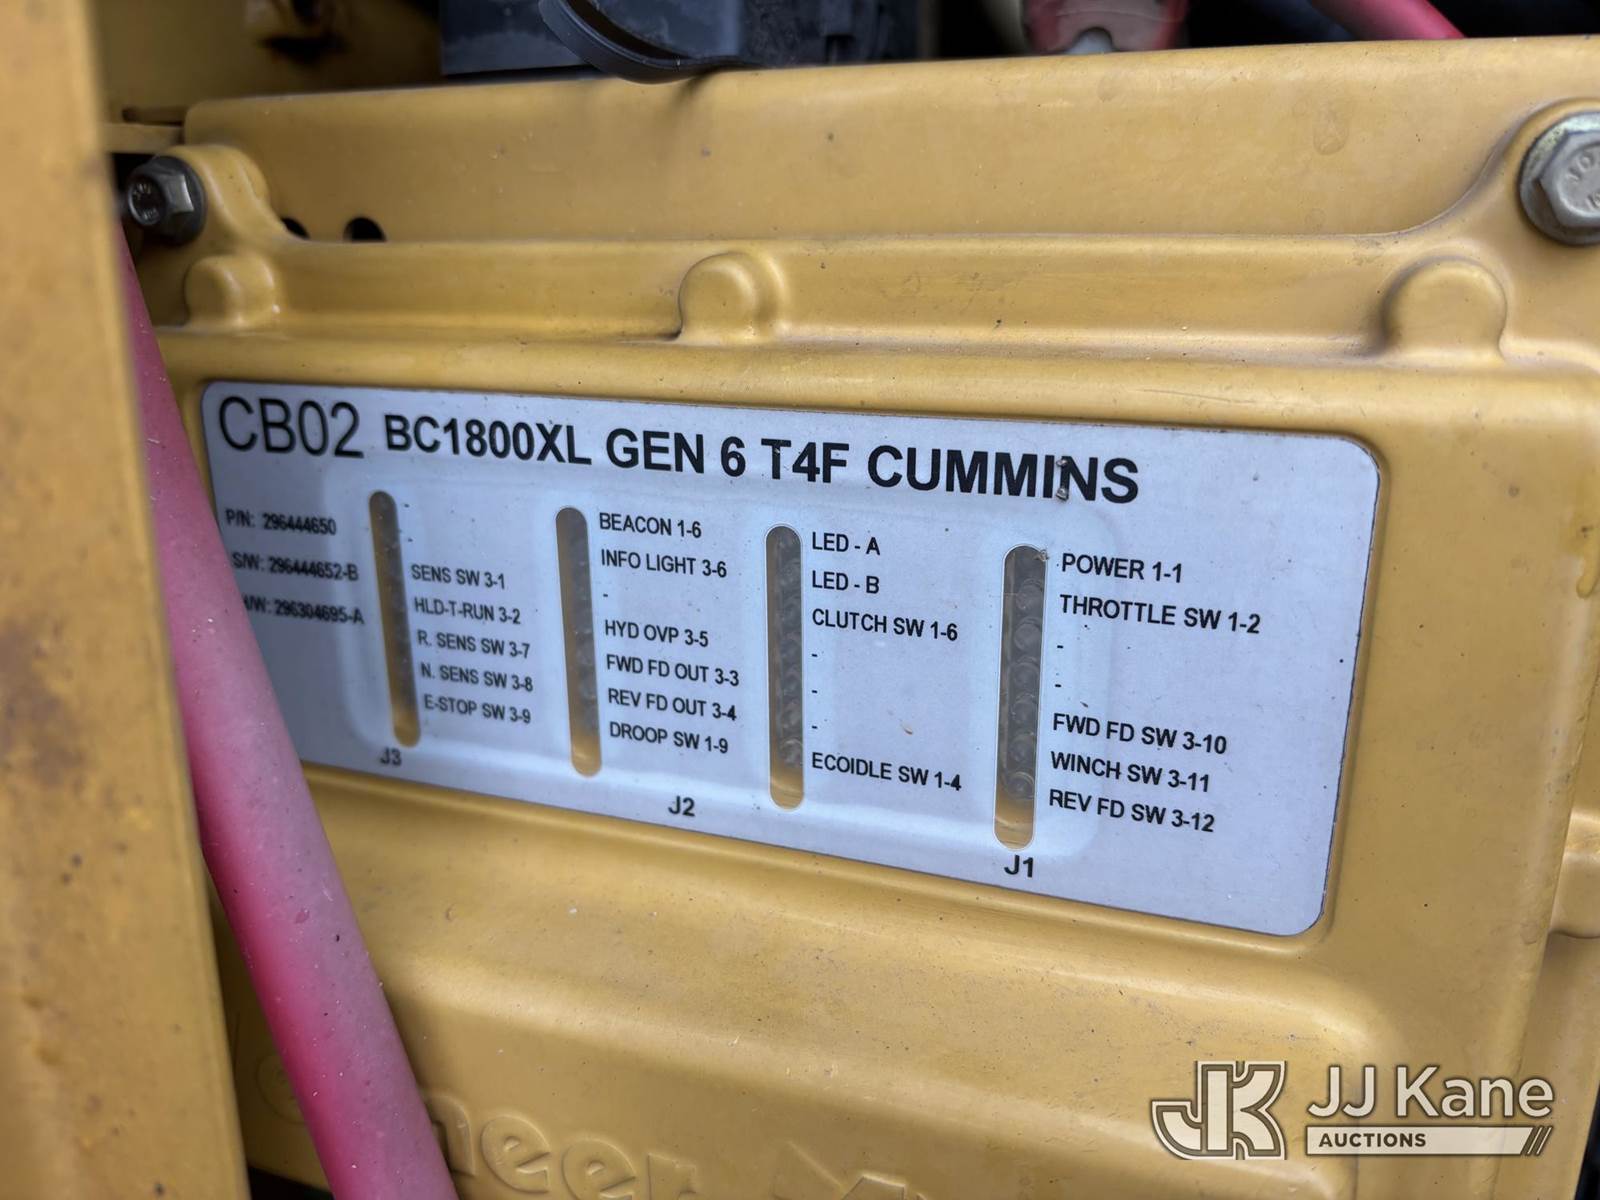 CB02 BC1800XL GEN 6 T4F CUMMINS
P/N: 296444650
S/W: 296444652-B
H/W: 296304695-A
-
SENS SW 3-1
HLD-T-RUN 3-2
R. SENS SW 3-7
N. SENS SW 3-8
E-STOP SW 3-9
J3
BEACON 1-6
INFO LIGHT 3-6
-
HYD OVP 3-5
FWD FD OUT 3-3
REV FD OUT 3-4
DROOP SW 1-9
J2
LED - A
LED - B
CLUTCH SW 1-6
-
-
-
ECOIDLE SW 1-4
POWER 1-1
THROTTLE SW 1-2
-
-
FWD FD SW 3-10
WINCH SW 3-11
REV FD SW 3-12
J1
JK JJ Kane
AUCTIONS